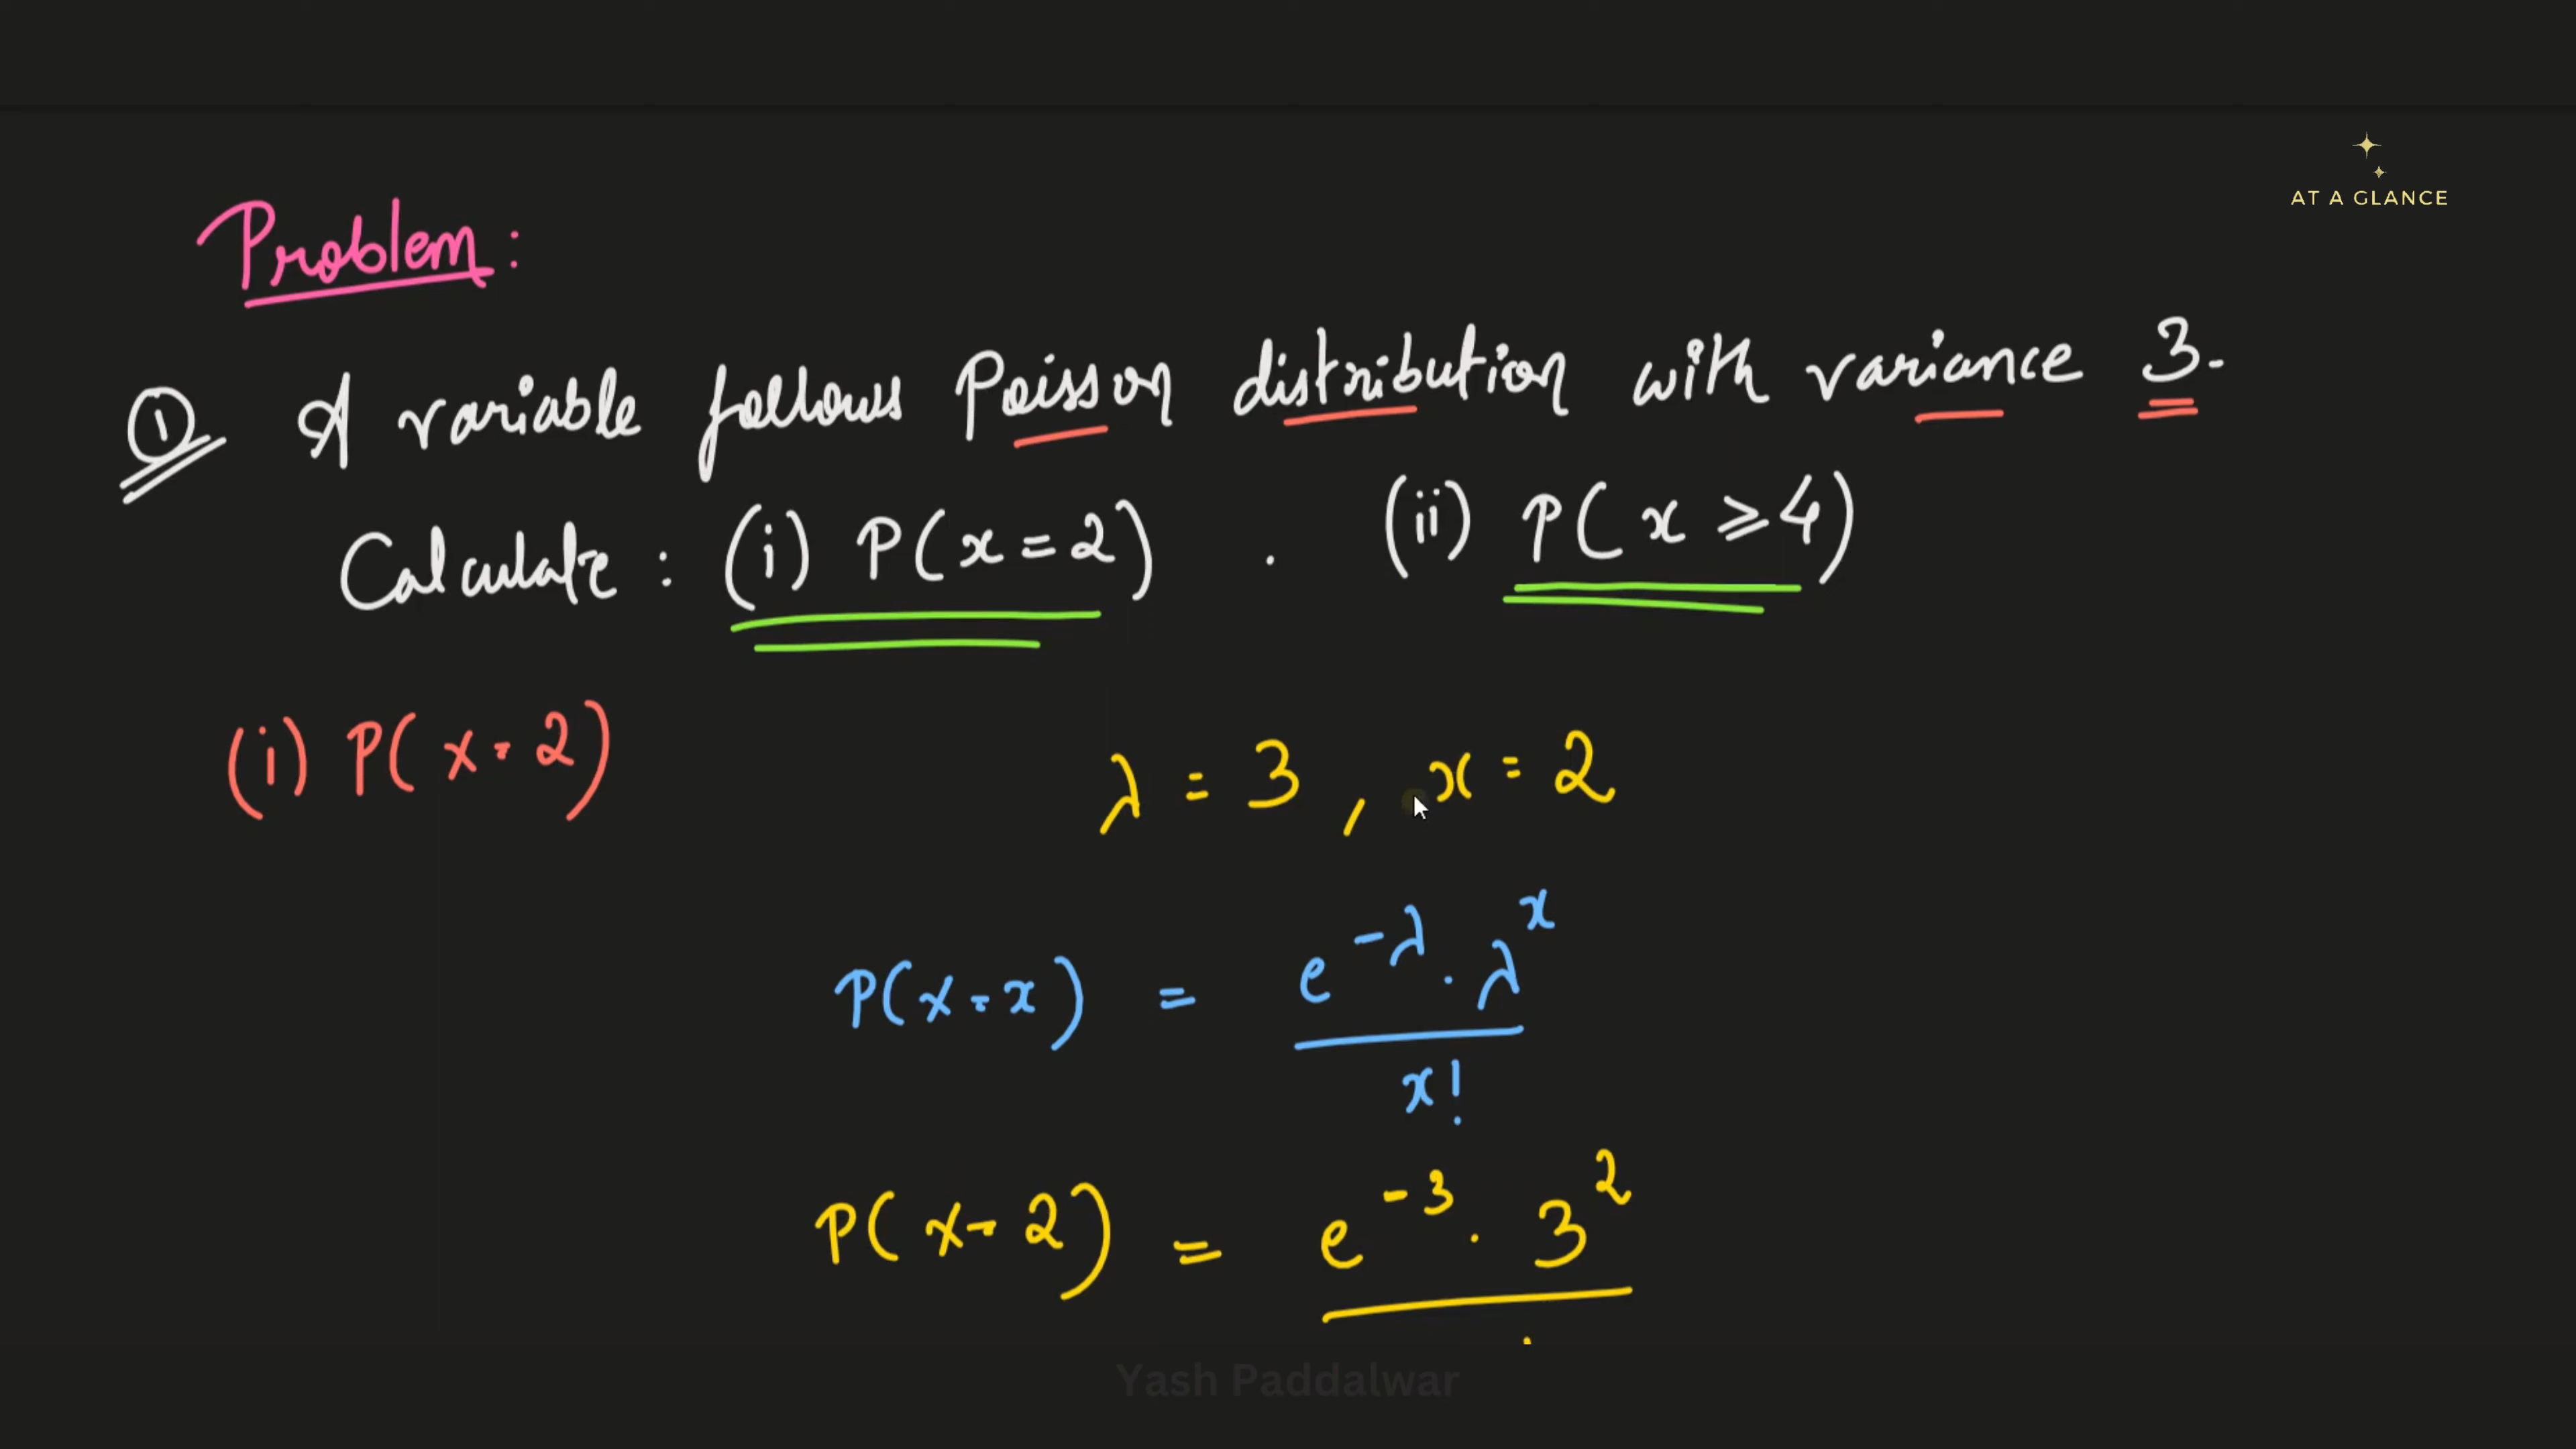 AT A GLANCE
Problem:
① A variable follows Poisson distribution with variance 3.
Calculate : (i) P(x=2) . (ii) P(x ≥ 4)
(i) P(x=2)
λ = 3 , x = 2
P(x=x) = e^-λ . λ^x / x!
P(x=2) = e^-3 . 3^2 /
Yash Paddalwar